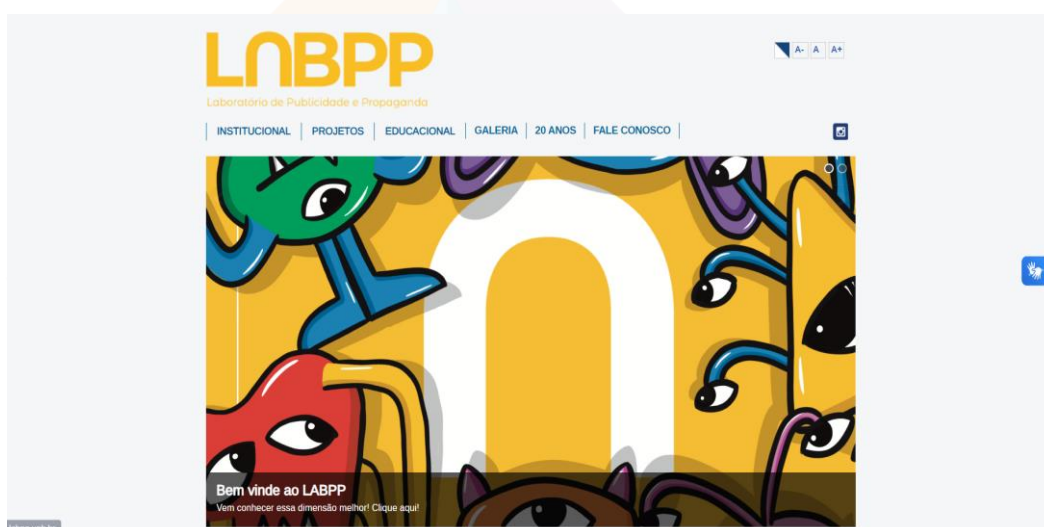 LABPP
Laboratório de Publicidade e Propaganda
A- A A+
INSTITUCIONAL PROJETOS EDUCACIONAL GALERIA 20 ANOS FALE CONOSCO
Bem vinde ao LABPP
Vem conhecer essa dimensão melhor! Clique aqui!